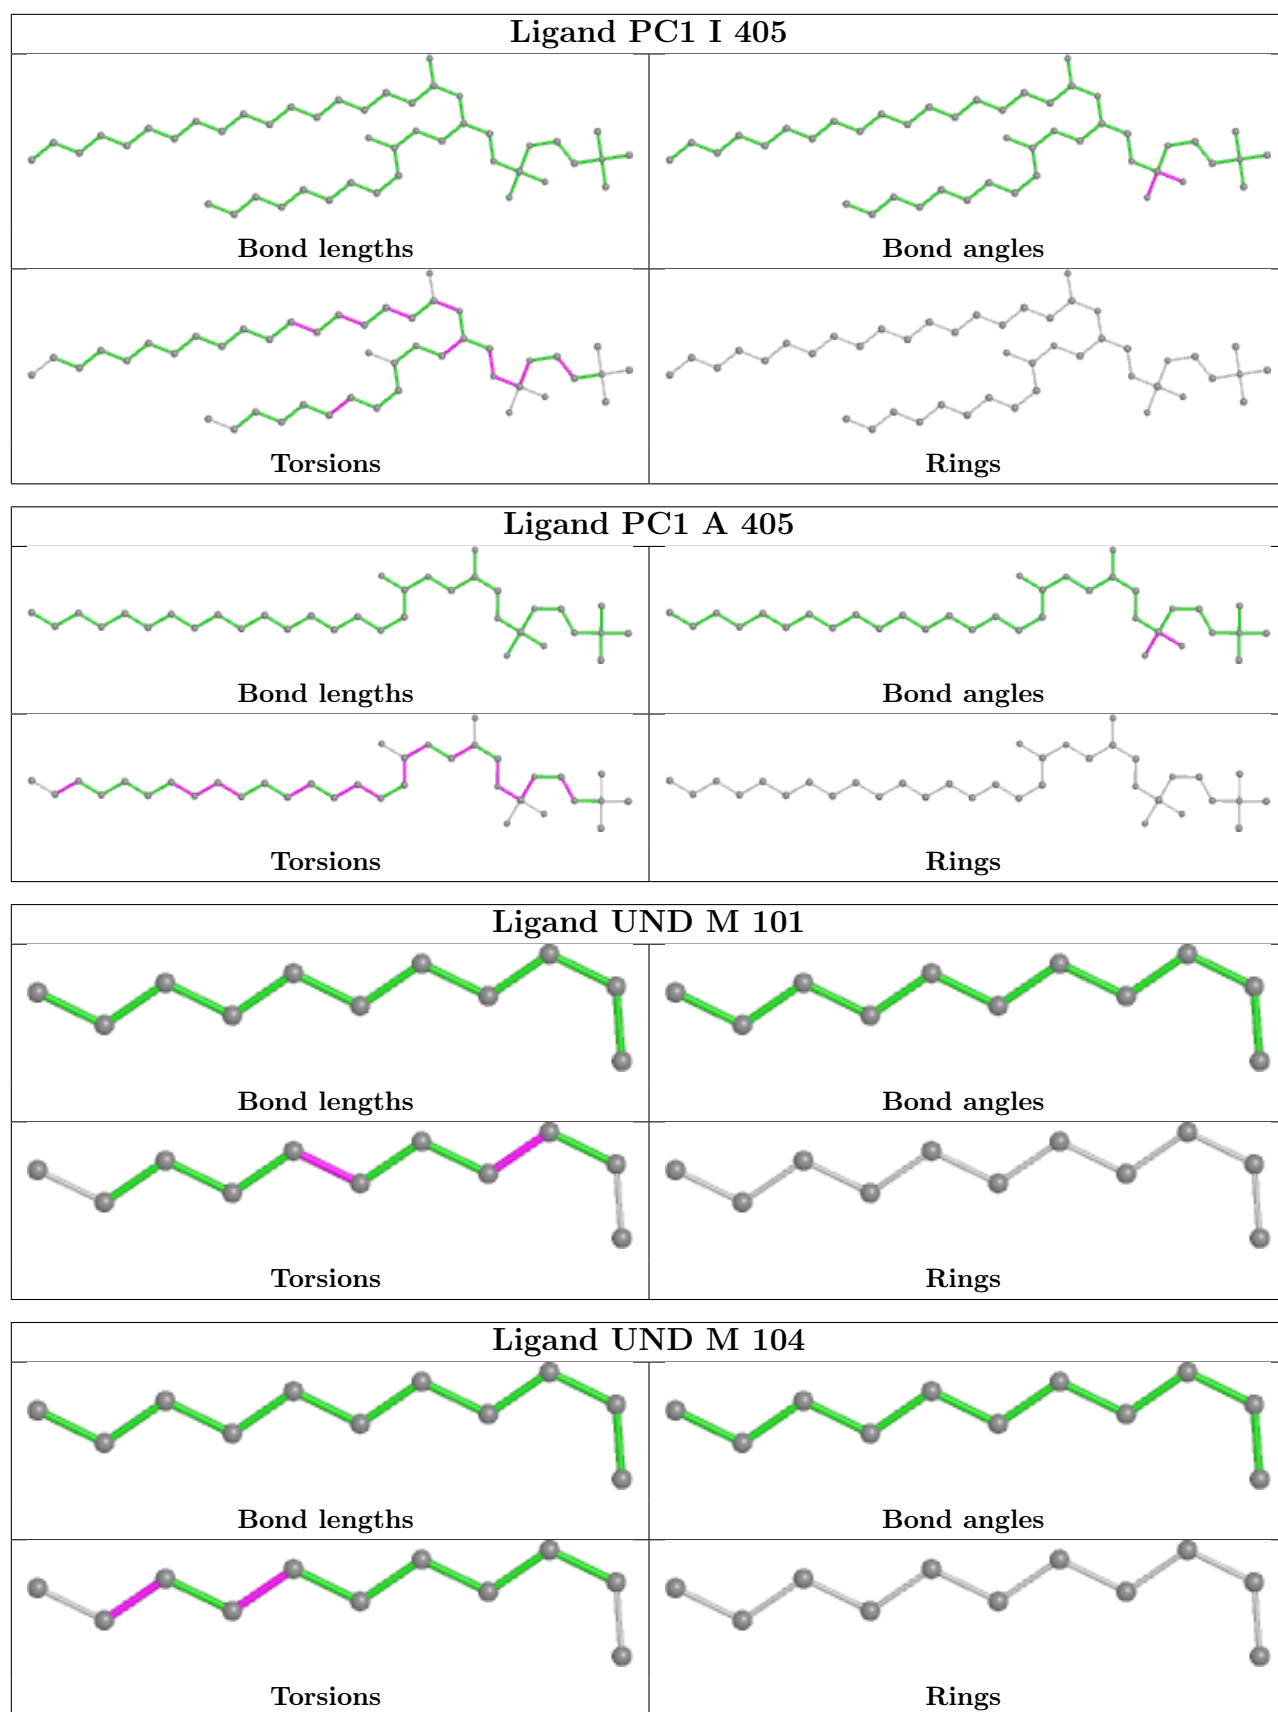 Ligand PC1 I 405
Bond lengths
Bond angles
Torsions
Rings
Ligand PC1 A 405
Bond lengths
Bond angles
Torsions
Rings
Ligand UND M 101
Bond lengths
Bond angles
Torsions
Rings
Ligand UND M 104
Bond lengths
Bond angles
Torsions
Rings